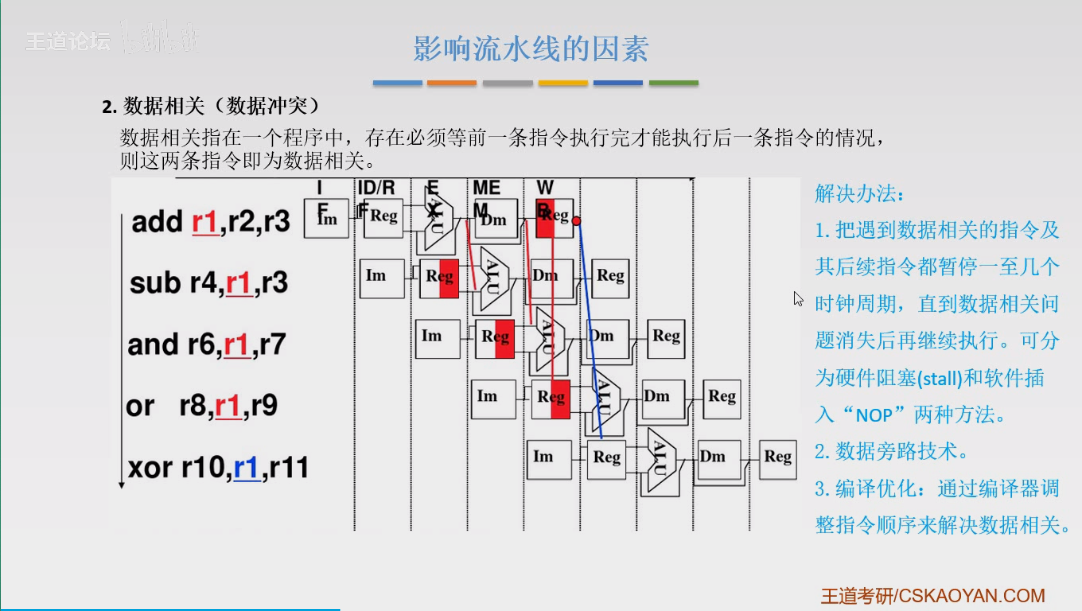 王道论坛
影响流水线的因素
2. 数据相关（数据冲突）
数据相关指在一个程序中，存在必须等前一条指令执行完才能执行后一条指令的情况，
则这两条指令即为数据相关。
IF ID/RF EX MEM WB
add r1,r2,r3 Im Reg ALU Dm Reg
sub r4,r1,r3 Im Reg ALU Dm Reg
and r6,r1,r7 Im Reg ALU Dm Reg
or r8,r1,r9 Im Reg ALU Dm Reg
xor r10,r1,r11 Im Reg ALU Dm Reg
解决办法：
1. 把遇到数据相关的指令及
其后续指令都暂停一至几个
时钟周期，直到数据相关问
题消失后再继续执行。可分
为硬件阻塞(stall)和软件插
入“NOP”两种方法。
2. 数据旁路技术。
3. 编译优化：通过编译器调
整指令顺序来解决数据相关。
王道考研/CSKAOYAN.COM